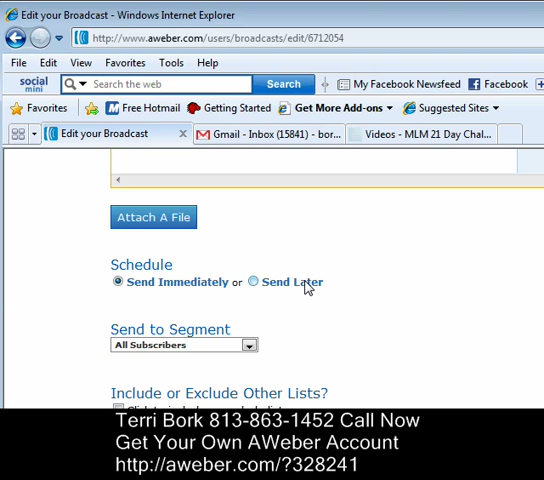 Edit your Broadcast - Windows Internet Explorer
http://www.aweber.com/users/broadcasts/edit/6712054
File Edit View Favorites Tools Help
social mini Search the web Search My Facebook Newsfeed Facebook
Favorites Free Hotmail Getting Started Get More Add-ons Suggested Sites
Edit your Broadcast Gmail - Inbox (15841) - bor... Videos - MLM 21 Day Chal...
Attach A File
Schedule
Send Immediately or Send Later
Send to Segment
All Subscribers
Include or Exclude Other Lists?
Terri Bork 813-863-1452 Call Now
Get Your Own AWeber Account
http://aweber.com/?328241